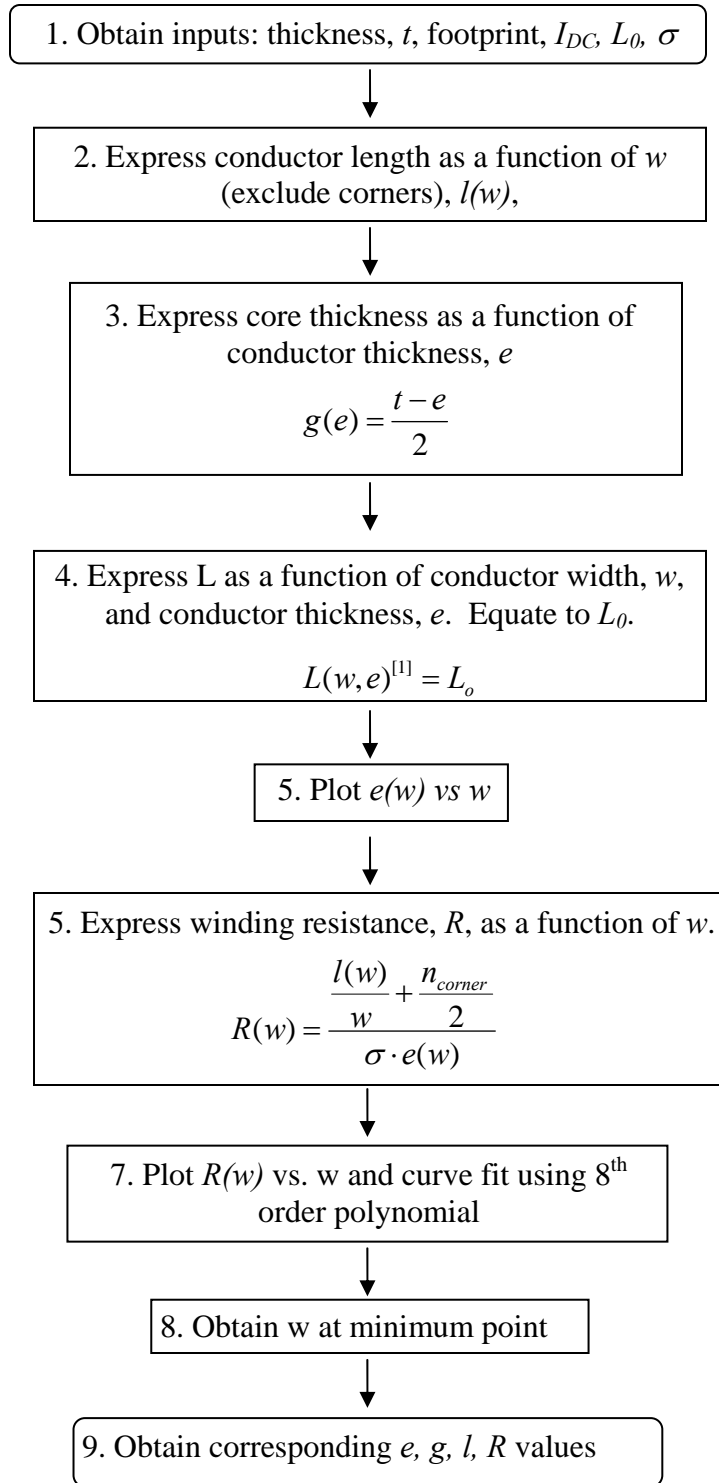 1. Obtain inputs: thickness, t, footprint, I_DC, L_0, σ
2. Express conductor length as a function of w
(exclude corners), l(w),
3. Express core thickness as a function of
conductor thickness, e
g(e) = (t − e)/2
4. Express L as a function of conductor width, w,
and conductor thickness, e. Equate to L_0.
L(w,e)^[1] = L_o
5. Plot e(w) vs w
5. Express winding resistance, R, as a function of w.
R(w) = (l(w)/w + n_corner/2)/(σ · e(w))
7. Plot R(w) vs. w and curve fit using 8th
order polynomial
8. Obtain w at minimum point
9. Obtain corresponding e, g, l, R values